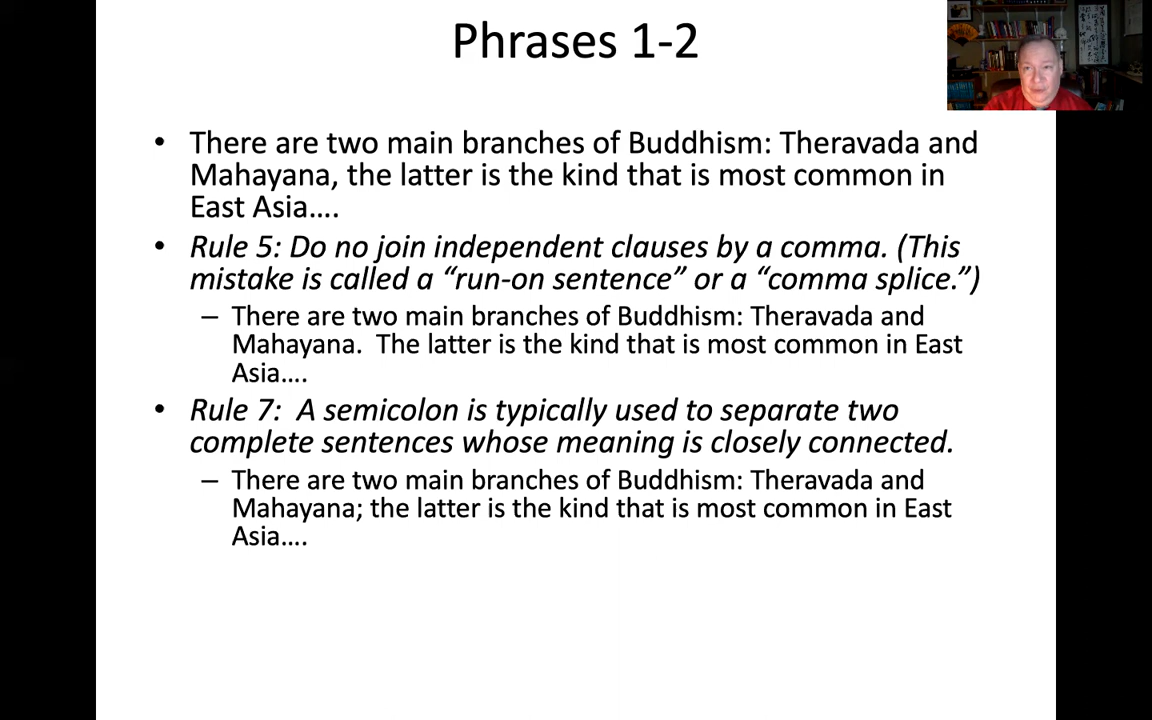 Phrases 1-2
• There are two main branches of Buddhism: Theravada and
Mahayana, the latter is the kind that is most common in
East Asia….
• Rule 5: Do no join independent clauses by a comma. (This
mistake is called a “run-on sentence” or a “comma splice.”)
– There are two main branches of Buddhism: Theravada and
Mahayana.  The latter is the kind that is most common in East
Asia….
• Rule 7:  A semicolon is typically used to separate two
complete sentences whose meaning is closely connected.
– There are two main branches of Buddhism: Theravada and
Mahayana; the latter is the kind that is most common in East
Asia….